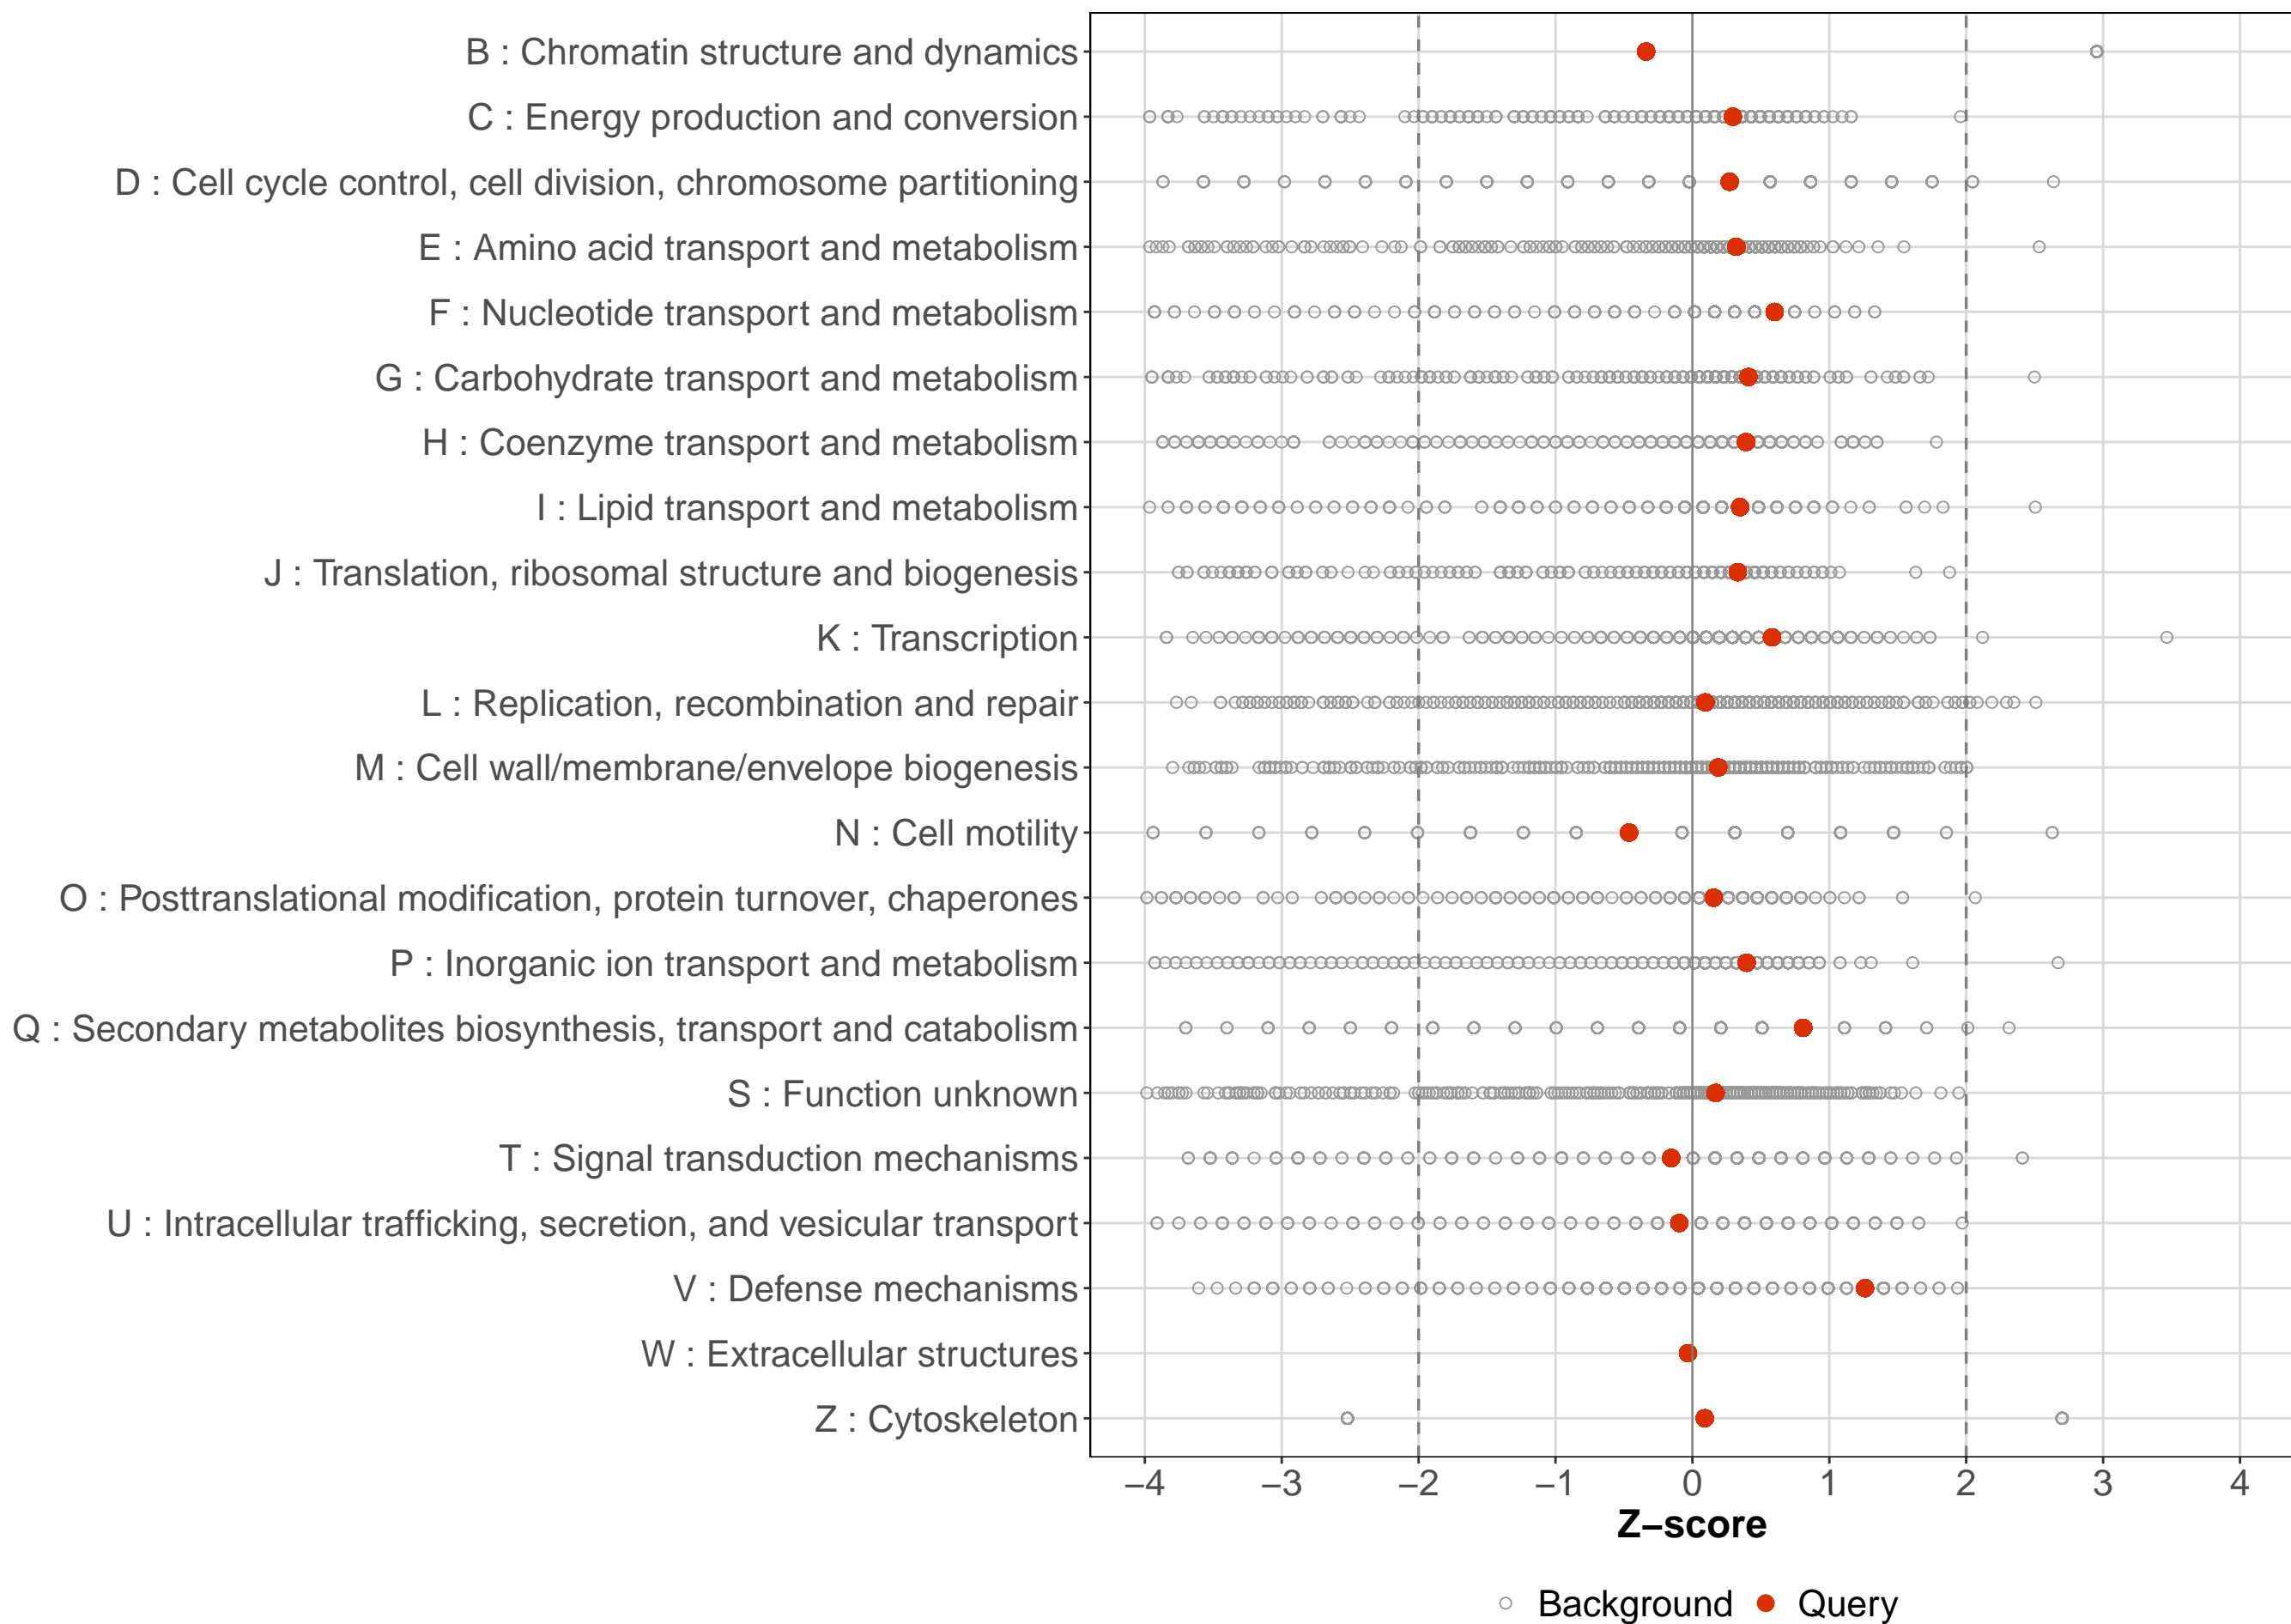 B : Chromatin structure and dynamics
C : Energy production and conversion
D : Cell cycle control, cell division, chromosome partitioning
E : Amino acid transport and metabolism
F : Nucleotide transport and metabolism
G : Carbohydrate transport and metabolism
H : Coenzyme transport and metabolism
I : Lipid transport and metabolism
J : Translation, ribosomal structure and biogenesis
K : Transcription
L : Replication, recombination and repair
M : Cell wall/membrane/envelope biogenesis
N : Cell motility
O : Posttranslational modification, protein turnover, chaperones
P : Inorganic ion transport and metabolism
Q : Secondary metabolites biosynthesis, transport and catabolism
S : Function unknown
T : Signal transduction mechanisms
U : Intracellular trafficking, secretion, and vesicular transport
V : Defense mechanisms
W : Extracellular structures
Z : Cytoskeleton
−4 −3 −2 −1 0 1 2 3 4
Z−score
Background Query